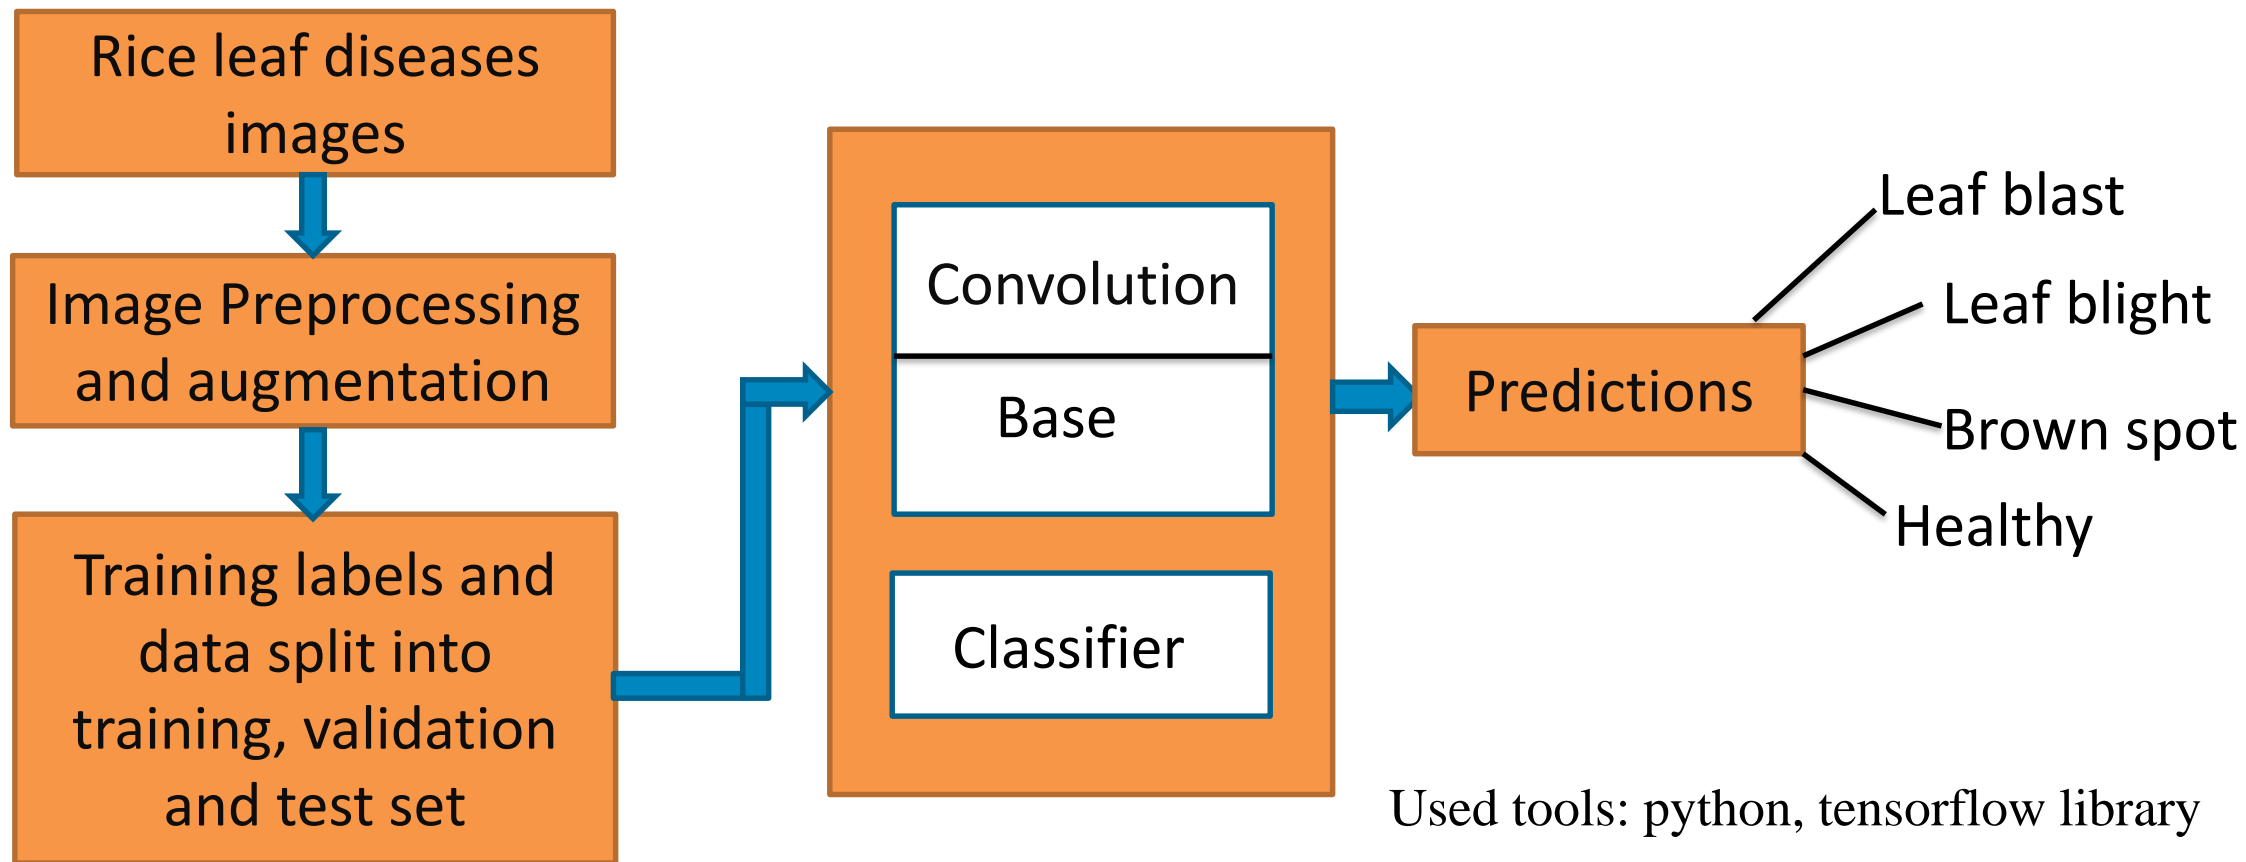 Rice leaf diseases
images
Image Preprocessing
and augmentation
Training labels and
data split into
training, validation
and test set
Convolution
Base
Classifier
Predictions
Leaf blast
Leaf blight
Brown spot
Healthy
Used tools: python, tensorflow library